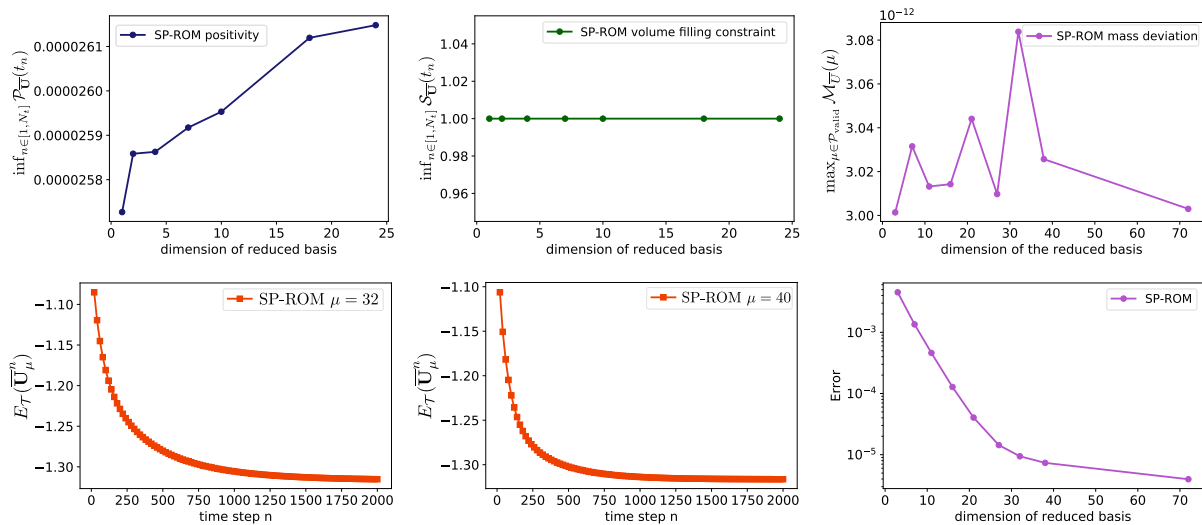 SP-ROM positivity
0.0000261
0.0000260
0.0000259
0.0000258
inf_{n∈[1,N_t]} 𝒫_{\overline{U}}(t_n)
0 5 10 15 20 25
dimension of reduced basis
SP-ROM volume filling constraint
1.04
1.02
1.00
0.98
0.96
inf_{n∈[1,N_t]} 𝒮_{\overline{U}}(t_n)
0 5 10 15 20 25
dimension of reduced basis
10^{-12}
SP-ROM mass deviation
3.08
3.06
3.04
3.02
3.00
max_{μ∈𝒫_{valid}} ℳ_{\overline{U}}(μ)
0 10 20 30 40 50 60 70
dimension of the reduced basis
SP-ROM μ = 32
−1.10
−1.15
−1.20
−1.25
−1.30
E_𝒯(\overline{U}_μ^n)
0 250 500 750 1000 1250 1500 1750 2000
time step n
SP-ROM μ = 40
−1.10
−1.15
−1.20
−1.25
−1.30
E_𝒯(\overline{U}_μ^n)
0 250 500 750 1000 1250 1500 1750 2000
time step n
SP-ROM
10^{−3}
10^{−4}
10^{−5}
Error
0 10 20 30 40 50 60 70
dimension of reduced basis